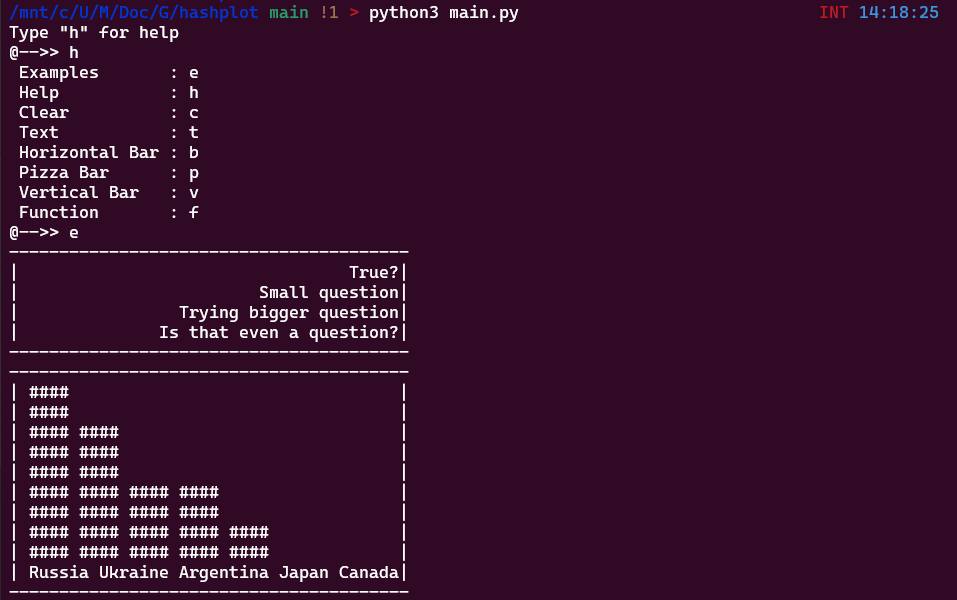 /mnt/c/U/M/Doc/G/hashplot main !1 > python3 main.py INT 14:18:25
Type "h" for help
@-->> h
 Examples       : e
 Help           : h
 Clear          : c
 Text           : t
 Horizontal Bar : b
 Pizza Bar      : p
 Vertical Bar   : v
 Function       : f
@-->> e
----------------------------------------
|                                 True?|
|                        Small question|
|                Trying bigger question|
|              Is that even a question?|
----------------------------------------
----------------------------------------
| ####                                 |
| ####                                 |
| #### ####                            |
| #### ####                            |
| #### ####                            |
| #### #### #### ####                  |
| #### #### #### ####                  |
| #### #### #### #### ####             |
| #### #### #### #### ####             |
| Russia Ukraine Argentina Japan Canada|
----------------------------------------